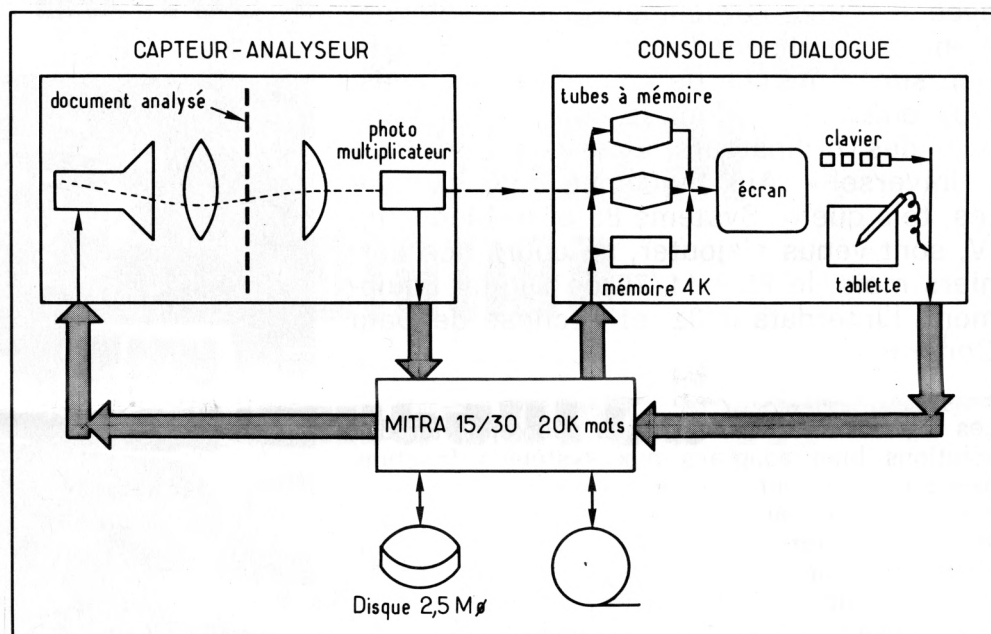 CAPTEUR-ANALYSEUR
document analysé
photo
multiplicateur
CONSOLE DE DIALOGUE
tubes à mémoire
écran
mémoire 4K
clavier
tablette
MITRA 15/30 20K mots
Disque 2,5 Mø